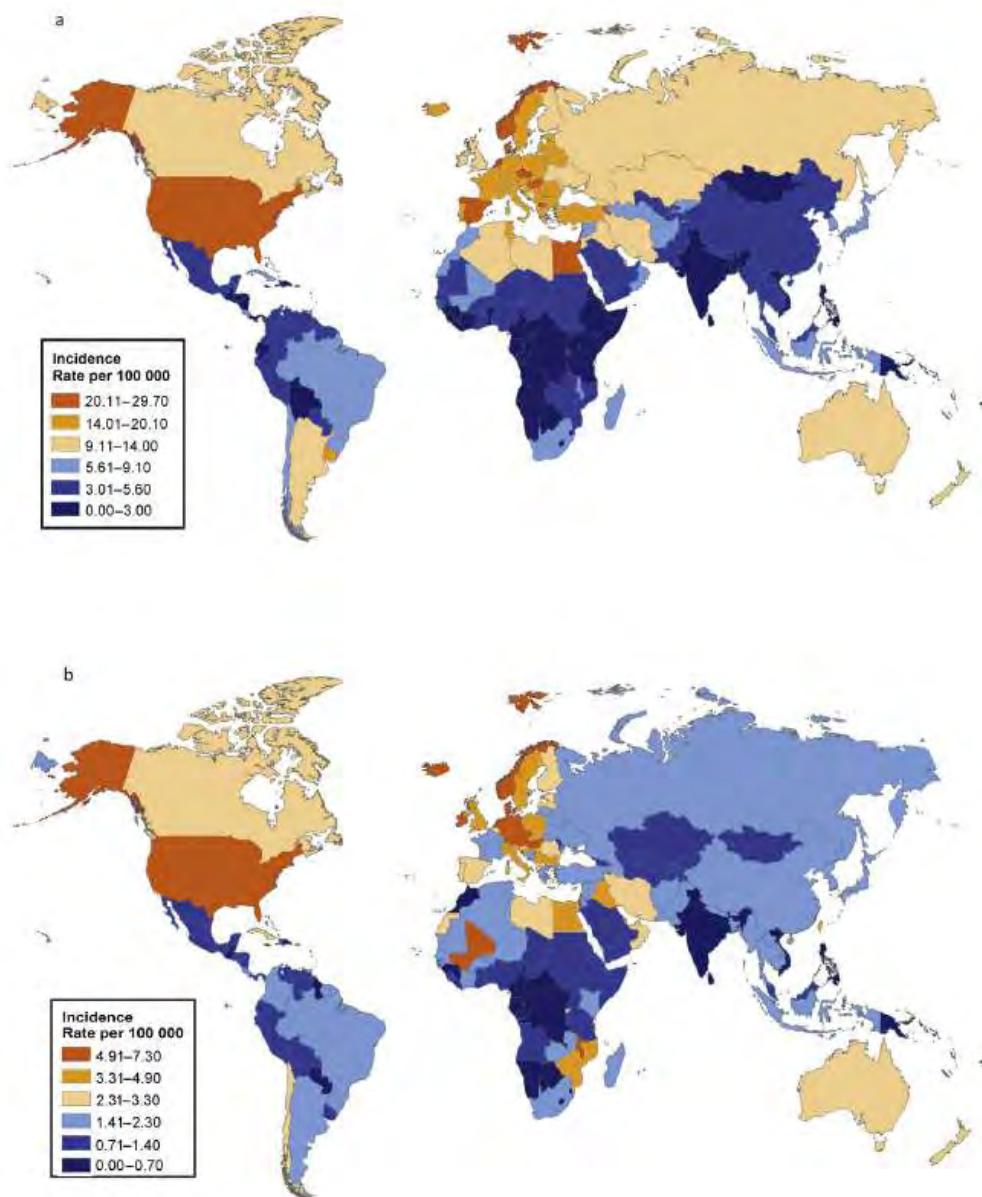 a
Incidence
Rate per 100 000
20.11–29.70
14.01–20.10
9.11–14.00
5.61–9.10
3.01–5.60
0.00–3.00
b
Incidence
Rate per 100 000
4.91–7.30
3.31–4.90
2.31–3.30
1.41–2.30
0.71–1.40
0.00–0.70